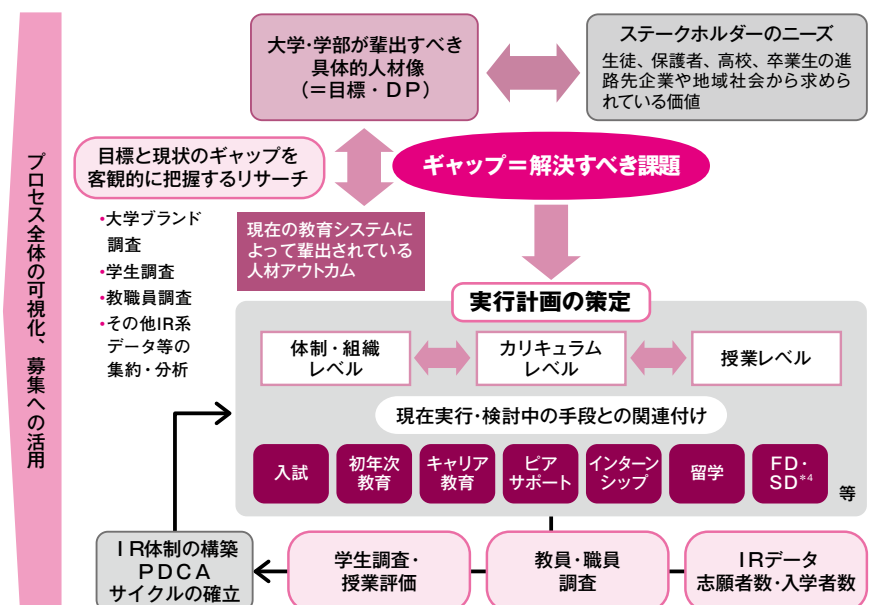 プロセス全体の可視化、募集への活用
大学・学部が輩出すべき
具体的人材像
(=目標・DP)
ステークホルダーのニーズ
生徒、保護者、高校、卒業生の進
路先企業や地域社会から求めら
れている価値
目標と現状のギャップを
客観的に把握するリサーチ
ギャップ=解決すべき課題
・大学ブランド
調査
・学生調査
・教職員調査
・その他IR系
データ等の
集約・分析
現在の教育システムに
よって輩出されている
人材アウトカム
実行計画の策定
体制・組織
レベル
カリキュラム
レベル
授業レベル
現在実行・検討中の手段との関連付け
入試
初年次
教育
キャリア
教育
ピア
サポート
インターン
シップ
留学
FD・
SD*4
等
IR体制の構築
PDCA
サイクルの確立
学生調査・
授業評価
教員・職員
調査
IRデータ
志願者数・入学者数